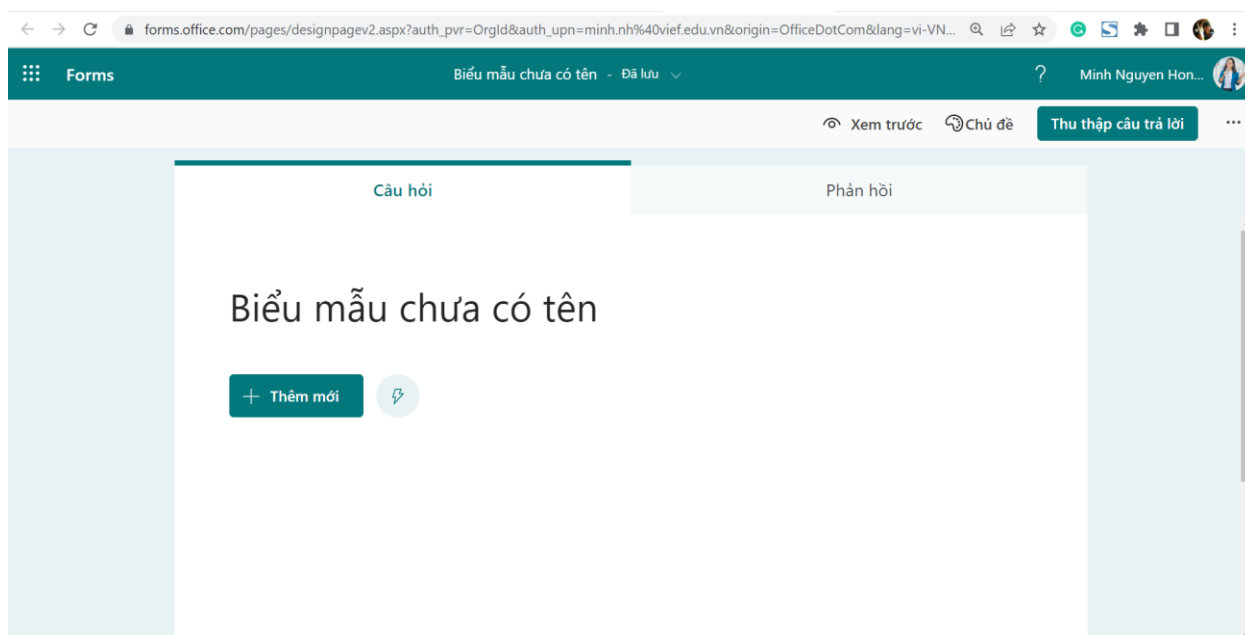 forms.office.com/pages/designpagev2.aspx?auth_pvr=OrgId&auth_upn=minh.nh%40vief.edu.vn&origin=OfficeDotCom&lang=vi-VN...
Forms
Biểu mẫu chưa có tên - Đã lưu
? Minh Nguyen Hon...
Xem trước Chủ đề Thu thập câu trả lời ...
Câu hỏi Phản hồi
Biểu mẫu chưa có tên
+ Thêm mới